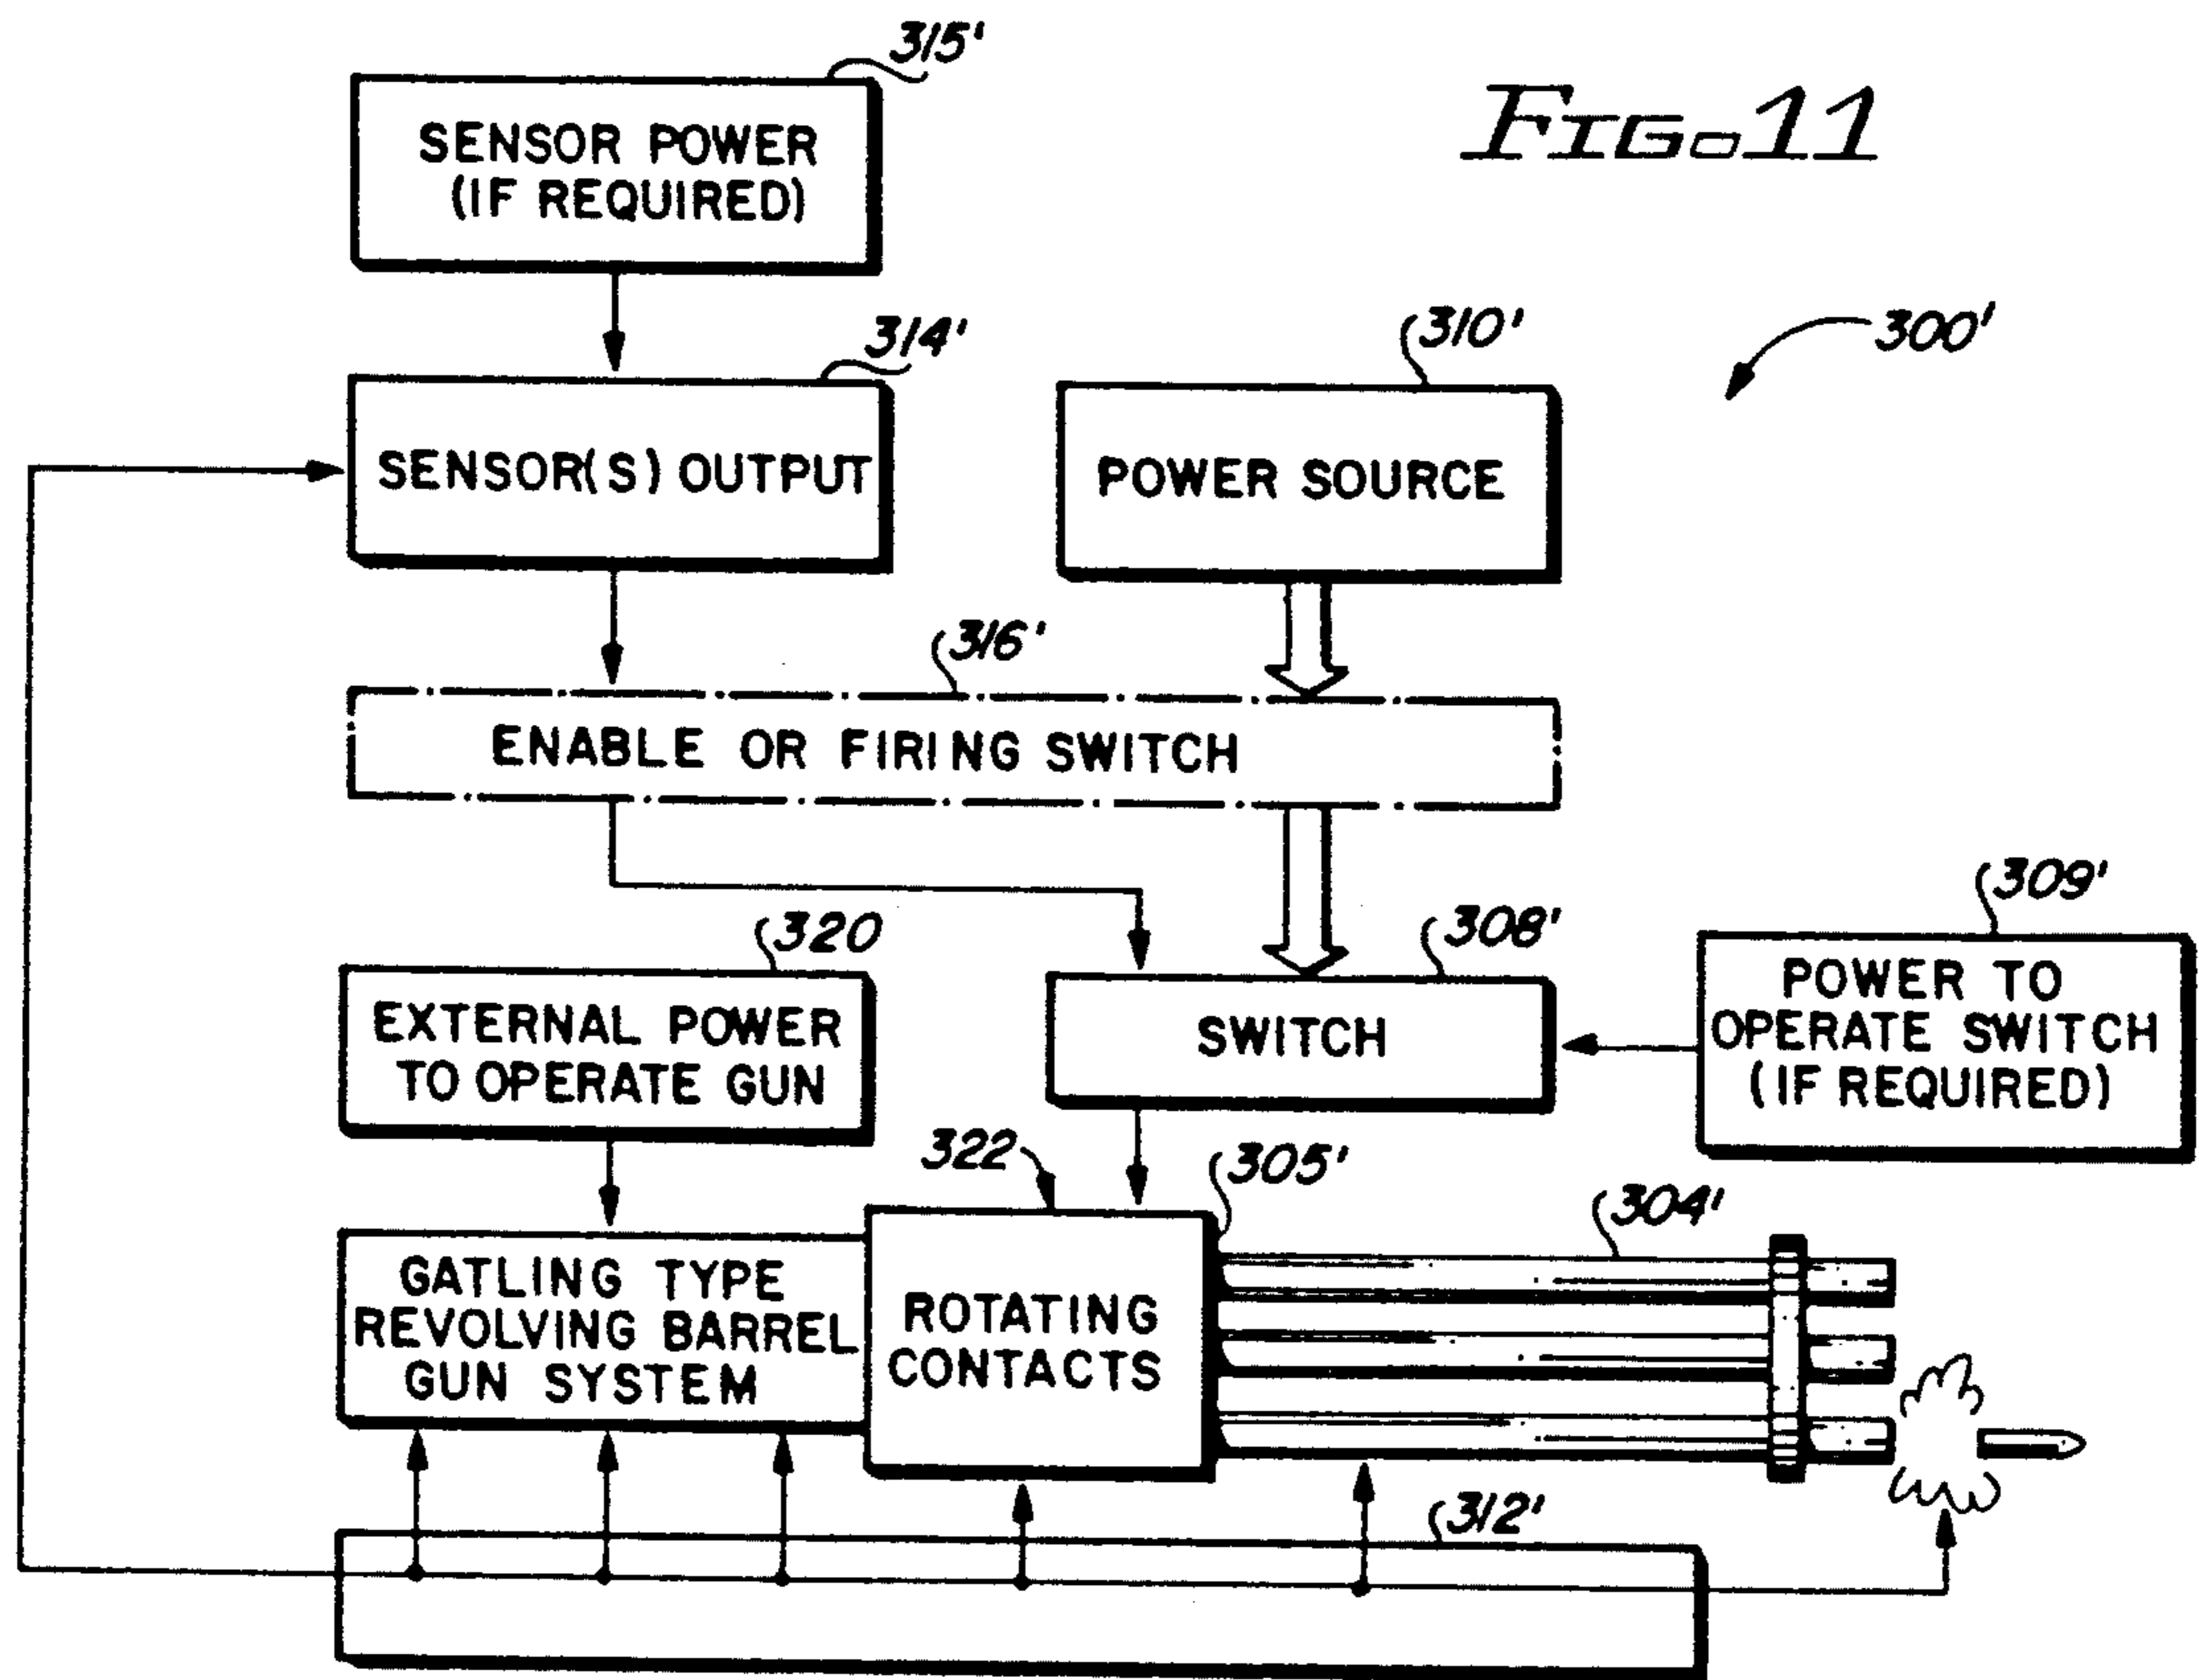 315'
FIG. 11
SENSOR POWER
(IF REQUIRED)
314'
310'
300'
SENSOR(S) OUTPUT
POWER SOURCE
316'
ENABLE OR FIRING SWITCH
309'
320
308'
POWER TO
OPERATE SWITCH
(IF REQUIRED)
EXTERNAL POWER
TO OPERATE GUN
SWITCH
322
305'
304'
GATLING TYPE
REVOLVING BARREL
GUN SYSTEM
ROTATING
CONTACTS
312'